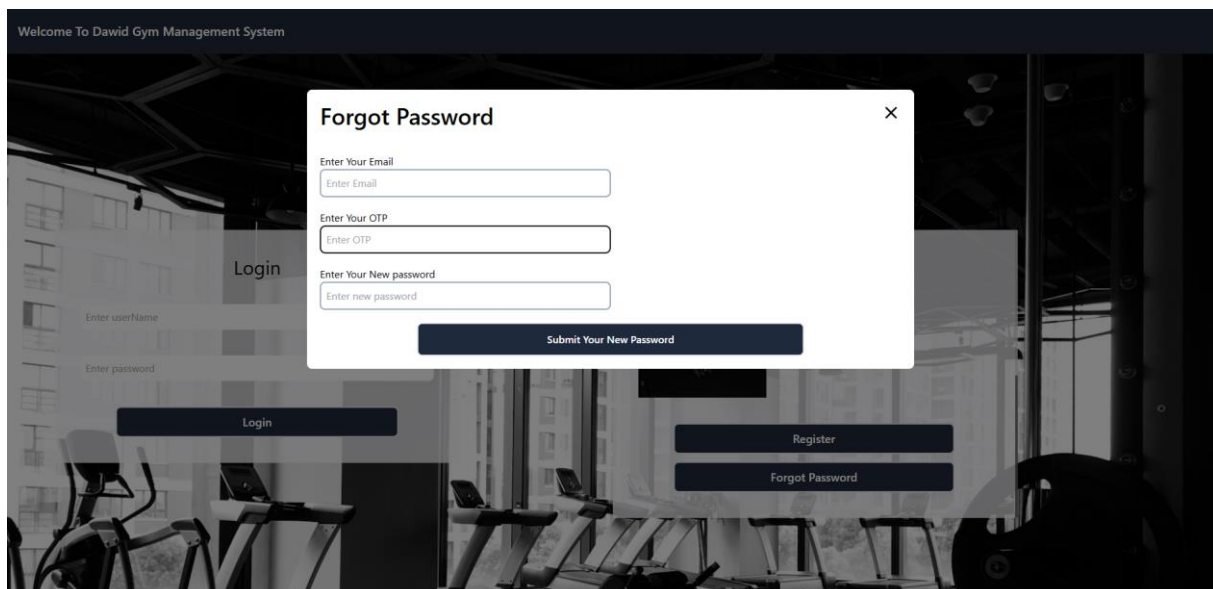 Welcome To Dawid Gym Management System
Forgot Password
Enter Your Email
Enter Email
Enter Your OTP
Enter OTP
Enter Your New password
Enter new password
Submit Your New Password
Login
Enter userName
Enter password
Login
Register
Forgot Password